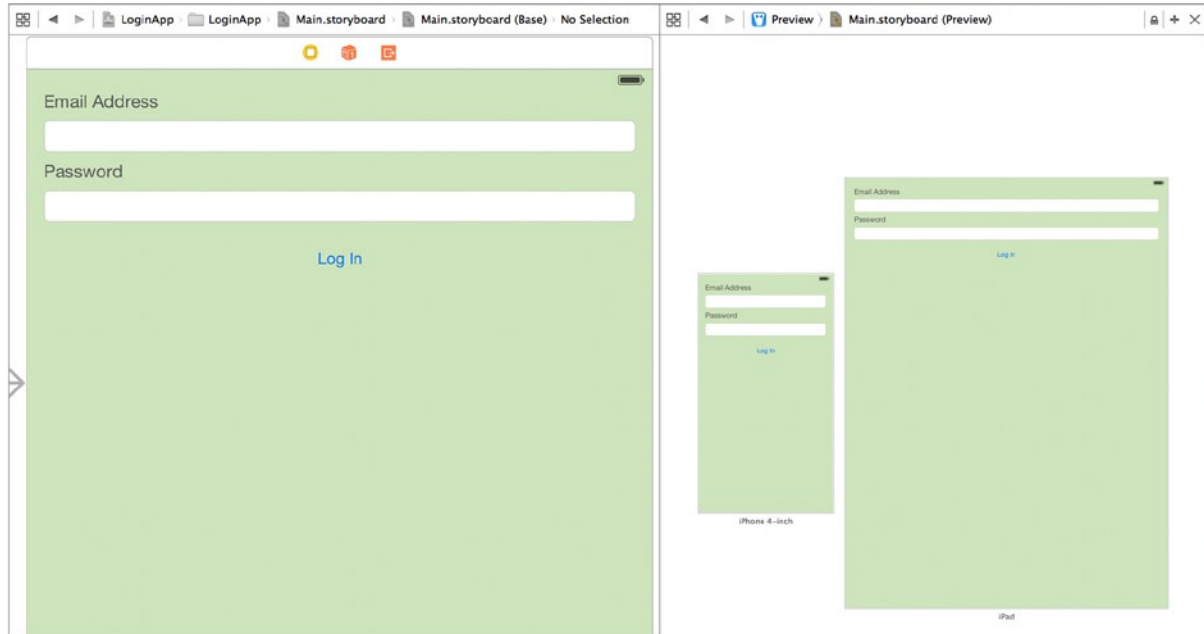 LoginApp LoginApp Main.storyboard Main.storyboard (Base) No Selection
Email Address
Password
Log In
Preview Main.storyboard (Preview)
Email Address
Password
Log In
iPhone 4-inch
Email Address
Password
Log In
iPad